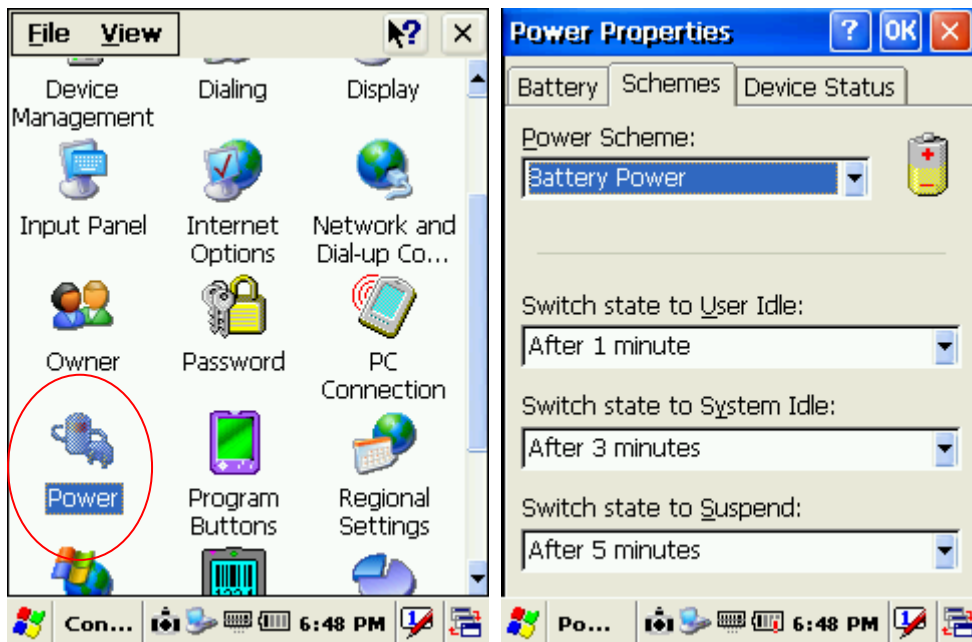 File View
?
×
Device Management
Dialing
Display
Input Panel
Internet Options
Network and Dial-up Co...
Owner
Password
PC Connection
Power
Program Buttons
Regional Settings
Con...
6:48 PM
Power Properties
?
OK
×
Battery
Schemes
Device Status
Power Scheme:
Battery Power
Switch state to User Idle:
After 1 minute
Switch state to System Idle:
After 3 minutes
Switch state to Suspend:
After 5 minutes
Po...
6:48 PM